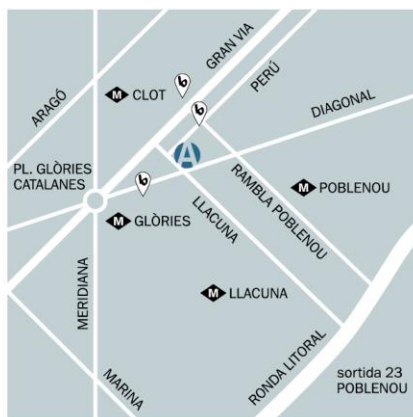 GRAN VIA
ARAGÓ
M CLOT
PERÚ
DIAGONAL
A
PL. GLÒRIES
CATALANES
RAMBLA POBLENOU
M POBLENOU
M GLÒRIES
LLACUNA
MERIDIANA
M LLACUNA
MARINA
RONDA LITORAL
sortida 23
POBLENOU